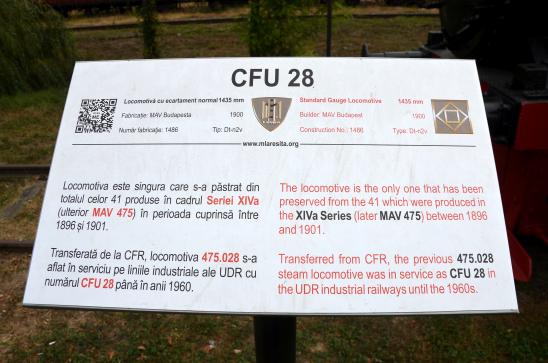 CFU 28
Locomotivă cu ecartament normal 1435 mm
Fabricație: MAV Budapesta 1900
Număr fabricație: 1486 Tip: Dt-n2v
Standard Gauge Locomotive 1435 mm
Builder: MAV Budapest 1900
Construction No.: 1486 Type: Dt-n2v
www.mlaresita.org
Locomotiva este singura care s-a păstrat din
totalul celor 41 produse în cadrul Seriei XIVa
(ulterior MAV 475) în perioada cuprinsă între
1896 și 1901.
Transferată de la CFR, locomotiva 475.028 s-a
aflat în serviciu pe liniile industriale ale UDR cu
numărul CFU 28 până în anii 1960.
The locomotive is the only one that has been
preserved from the 41 which were produced in
the XIVa Series (later MAV 475) between 1896
and 1901.
Transferred from CFR, the previous 475.028
steam locomotive was in service as CFU 28 in
the UDR industrial railways until the 1960s.